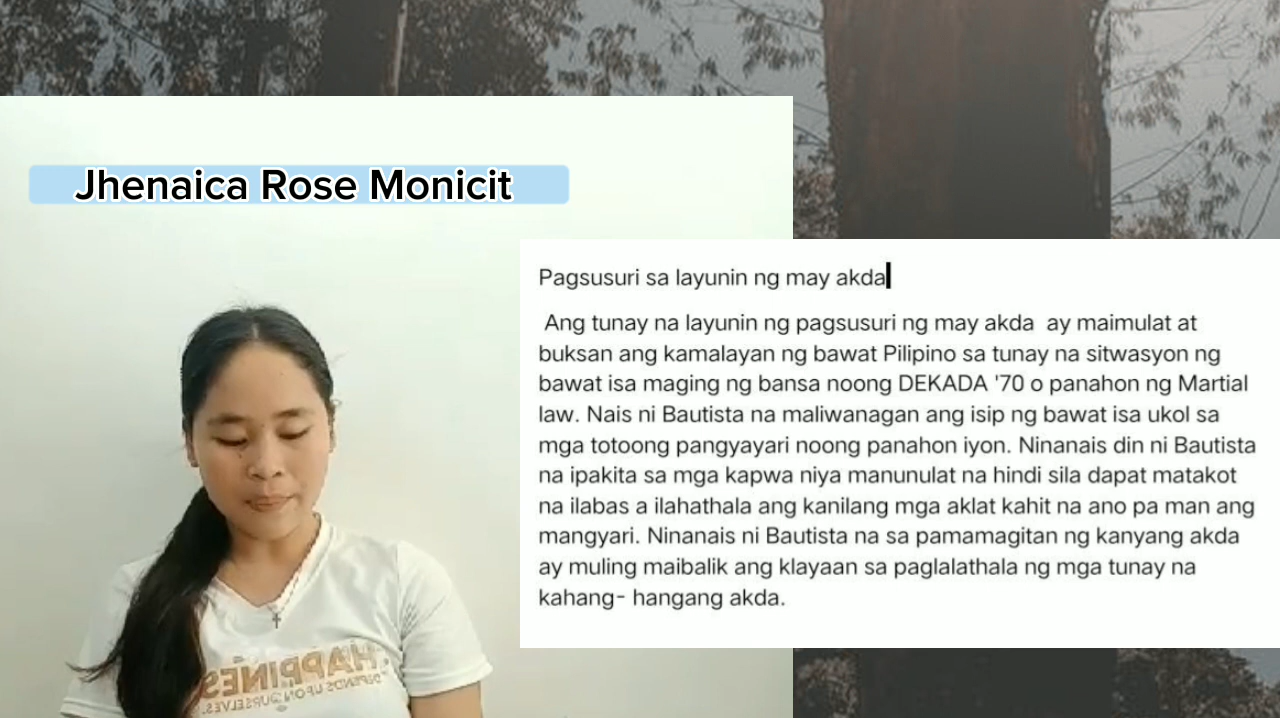 Jhenaica Rose Monicit
Pagsusuri sa layunin ng may akda
Ang tunay na layunin ng pagsusuri ng may akda ay maimulat at
buksan ang kamalayan ng bawat Pilipino sa tunay na sitwasyon ng
bawat isa maging ng bansa noong DEKADA '70 o panahon ng Martial
law. Nais ni Bautista na maliwanagan ang isip ng bawat isa ukol sa
mga totoong pangyayari noong panahon iyon. Ninanais din ni Bautista
na ipakita sa mga kapwa niya manunulat na hindi sila dapat matakot
na ilabas a ilahathala ang kanilang mga aklat kahit na ano pa man ang
mangyari. Ninanais ni Bautista na sa pamamagitan ng kanyang akda
ay muling maibalik ang klayaan sa paglalathala ng mga tunay na
kahang- hangang akda.
HAPPINES
DEPENDS UPON OURSELVES.